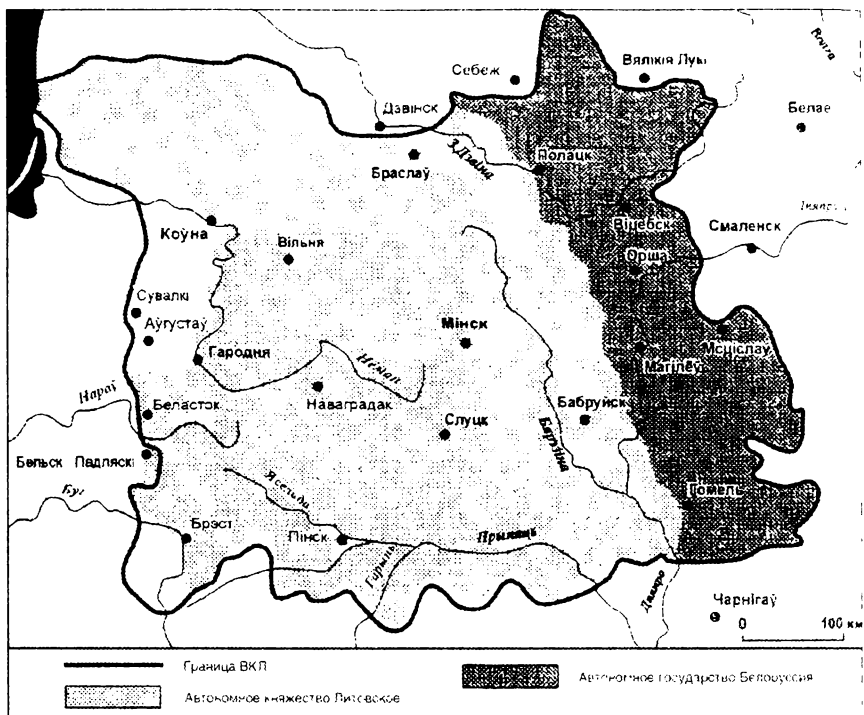 Себеж
Вялікія Лукі
Дзвінск
Белае
Браслаў
З.Дзвіна
Полацк
Віцебск
Смаленск
Коўна
Вільня
Орша
Сувалкі
Аўгустаў
Мінск
Мсціслаў
Гародня
Нёман
Магілёў
Нараў
Беласток
Наваградак
Слуцк
Бабруйск
Бярэзіна
Бельск Падляскі
Буг
Ясельда
Гомель
Брэст
Пінск
Прыпяць
Гарынь
Чарнігаў
0 100 км
Граница ВКЛ
Автономное государство Белоруссия
Автономное княжество Литовское